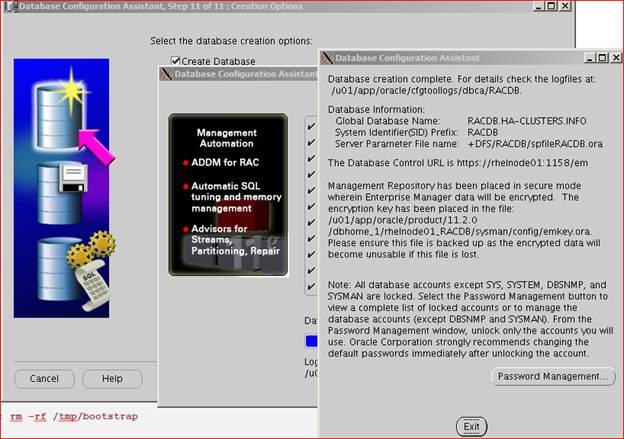 Database Configuration Assistant, Step 11 of 11 : Creation Options
Select the database creation options:
Create Database
Cancel
Help
rm -rf /tmp/bootstrap
Database Configuration Assistant
Management
Automation
ADDM for RAC
Automatic SQL
tuning and memory
management
Advisors for
Streams,
Partitioning, Repair
Dat
Log
/u0
Database Configuration Assistant
Database creation complete. For details check the logfiles at:
/u01/app/oracle/cfgtoollogs/dbca/RACDB.
Database Information:
Global Database Name: RACDB.HA-CLUSTERS.INFO
System Identifier(SID) Prefix: RACDB
Server Parameter File name: +DFS/RACDB/spfileRACDB.ora
The Database Control URL is https://rhelnode01:1158/em
Management Repository has been placed in secure mode
wherein Enterprise Manager data will be encrypted. The
encryption key has been placed in the file:
/u01/app/oracle/product/11.2.0
/dbhome_1/rhelnode01_RACDB/sysman/config/emkey.ora.
Please ensure this file is backed up as the encrypted data will
become unusable if this file is lost.
Note: All database accounts except SYS, SYSTEM, DBSNMP, and
SYSMAN are locked. Select the Password Management button to
view a complete list of locked accounts or to manage the
database accounts (except DBSNMP and SYSMAN). From the
Password Management window, unlock only the accounts you will
use. Oracle Corporation strongly recommends changing the
default passwords immediately after unlocking the account.
Password Management...
Exit